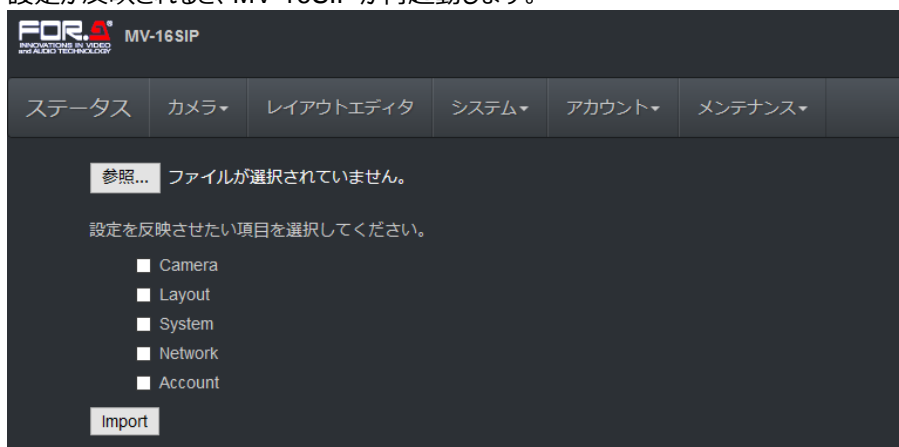 設定が反映されると、MV-16SIP が再起動します。
FOR.A
INNOVATIONS IN VIDEO
and AUDIO TECHNOLOGY
MV-16SIP
ステータス カメラ▾ レイアウトエディタ システム▾ アカウント▾ メンテナンス▾
参照... ファイルが選択されていません。
設定を反映させたい項目を選択してください。
Camera
Layout
System
Network
Account
Import